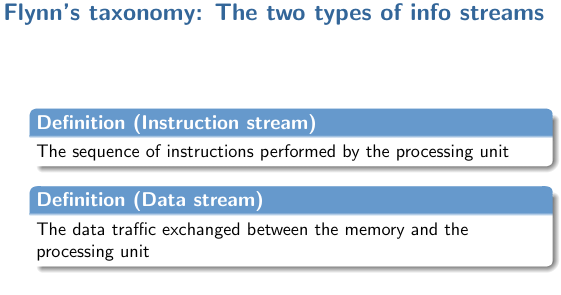 Flynn's taxonomy: The two types of info streams
Definition (Instruction stream)
The sequence of instructions performed by the processing unit
Definition (Data stream)
The data traffic exchanged between the memory and the
processing unit